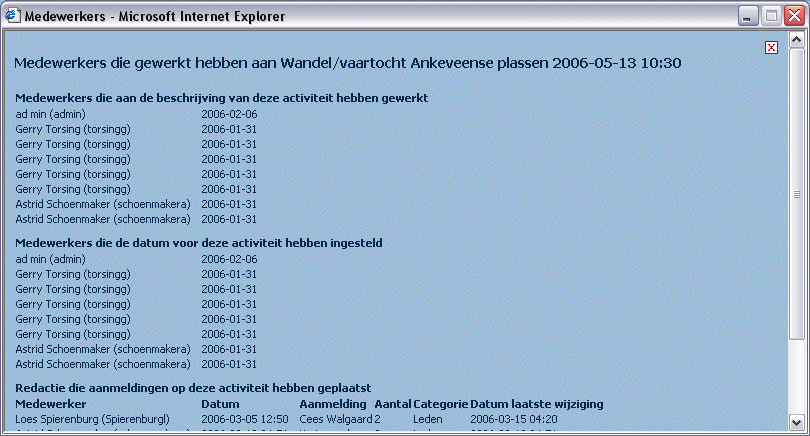 Medewerkers - Microsoft Internet Explorer
Medewerkers die gewerkt hebben aan Wandel/vaartocht Ankeveense plassen 2006-05-13 10:30
Medewerkers die aan de beschrijving van deze activiteit hebben gewerkt
ad min (admin) 2006-02-06
Gerry Torsing (torsingg) 2006-01-31
Gerry Torsing (torsingg) 2006-01-31
Gerry Torsing (torsingg) 2006-01-31
Gerry Torsing (torsingg) 2006-01-31
Gerry Torsing (torsingg) 2006-01-31
Astrid Schoenmaker (schoenmakera) 2006-01-31
Astrid Schoenmaker (schoenmakera) 2006-01-31
Medewerkers die de datum voor deze activiteit hebben ingesteld
ad min (admin) 2006-02-06
Gerry Torsing (torsingg) 2006-01-31
Gerry Torsing (torsingg) 2006-01-31
Gerry Torsing (torsingg) 2006-01-31
Gerry Torsing (torsingg) 2006-01-31
Gerry Torsing (torsingg) 2006-01-31
Astrid Schoenmaker (schoenmakera) 2006-01-31
Astrid Schoenmaker (schoenmakera) 2006-01-31
Redactie die aanmeldingen op deze activiteit hebben geplaatst
Medewerker Datum Aanmelding Aantal Categorie Datum laatste wijziging
Loes Spierenburg (Spierenburgl) 2006-03-05 12:50 Cees Walgaard 2 Leden 2006-03-15 04:20